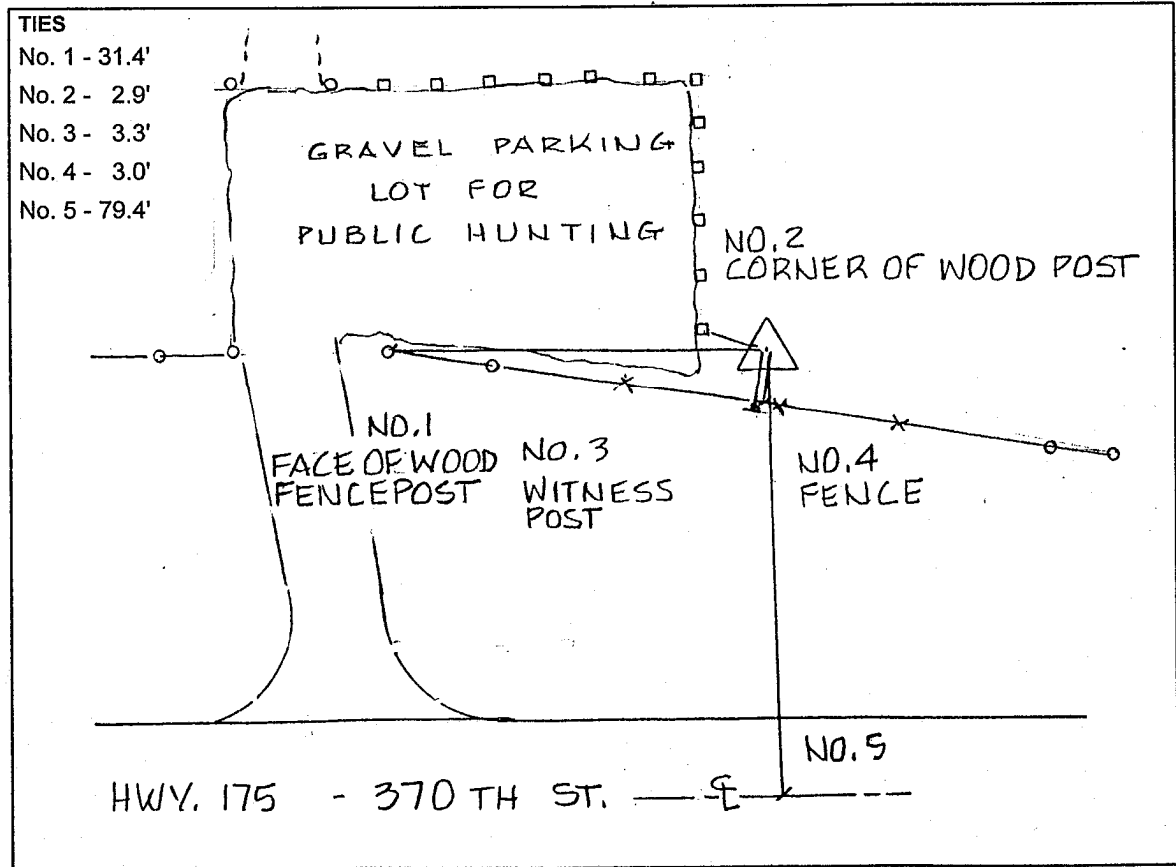 TIES
No. 1 - 31.4'
No. 2 - 2.9'
No. 3 - 3.3'
No. 4 - 3.0'
No. 5 - 79.4'
GRAVEL PARKING
LOT FOR
PUBLIC HUNTING
NO.2
CORNER OF WOOD POST
NO.1
FACE OF WOOD
FENCEPOST
NO.3
WITNESS
POST
NO.4
FENCE
NO.5
HWY. 175 - 370 TH ST. ℄